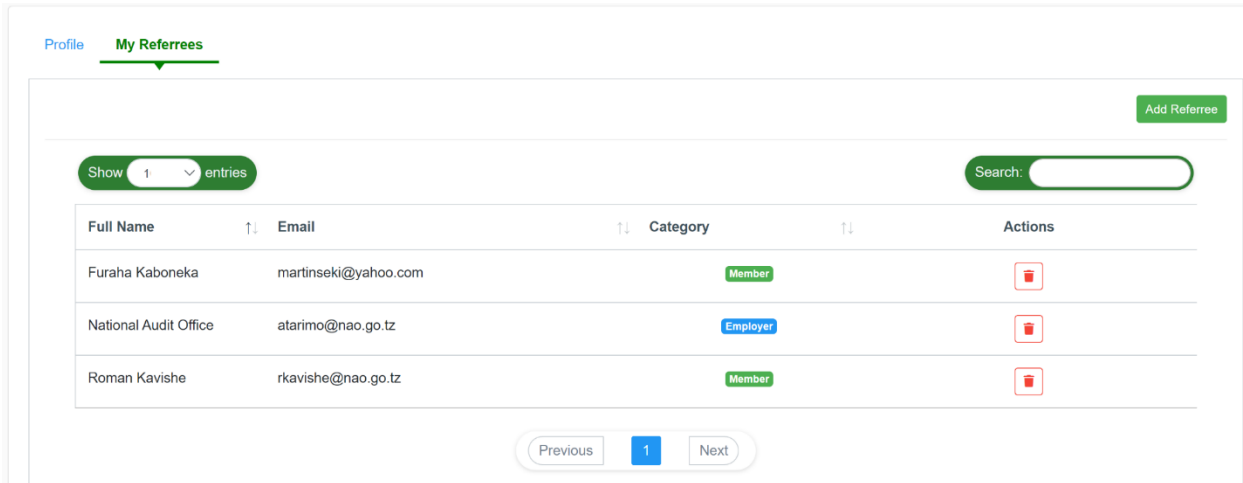 Profile My Referrees
Add Referree
Show 1 entries Search:
Full Name Email Category Actions
Furaha Kaboneka martinseki@yahoo.com Member
National Audit Office atarimo@nao.go.tz Employer
Roman Kavishe rkavishe@nao.go.tz Member
Previous 1 Next